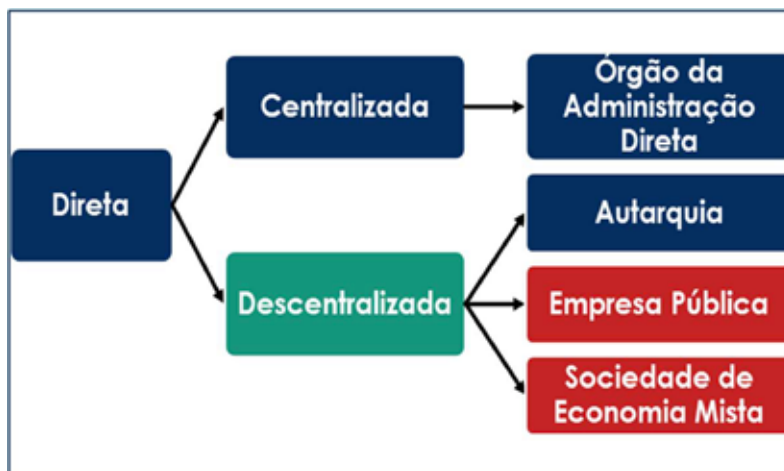 Direta
Centralizada
Órgão da
Administração
Direta
Descentralizada
Autarquia
Empresa Pública
Sociedade de
Economia Mista